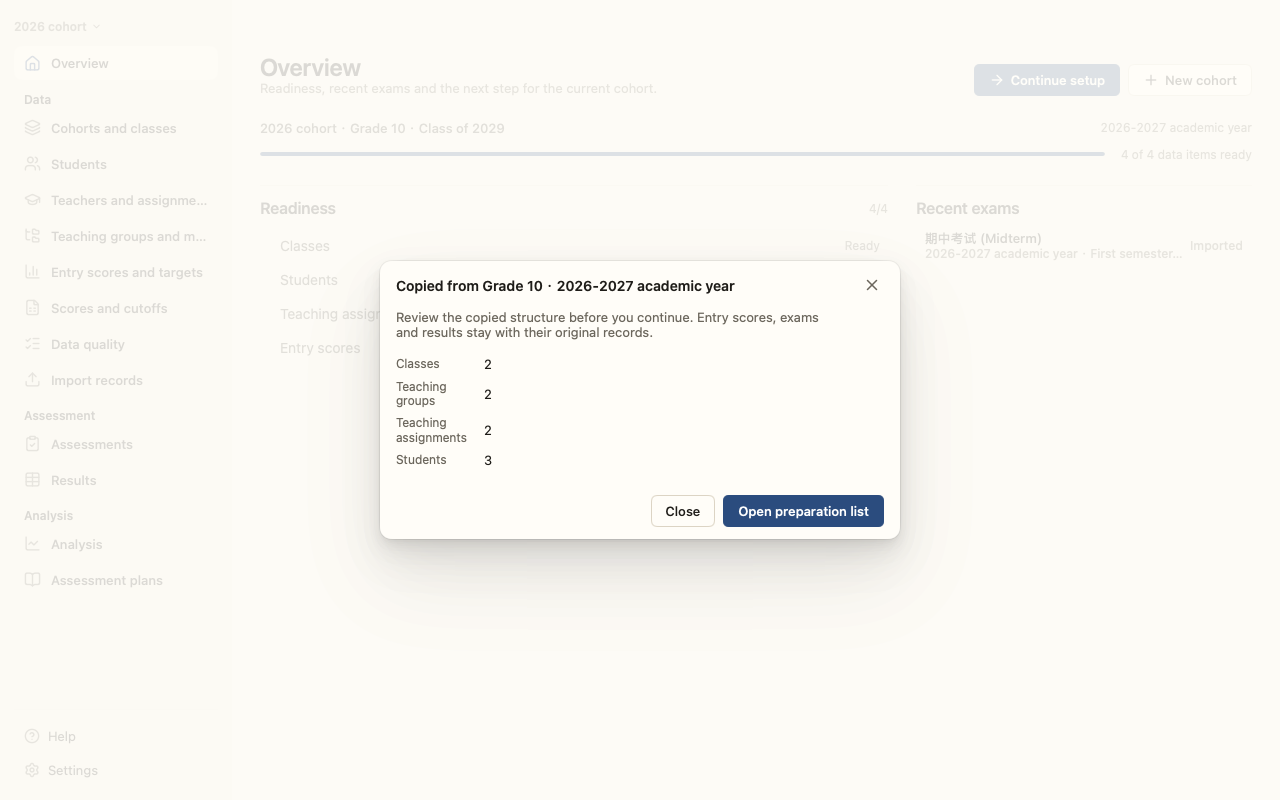 2026 cohort
Overview
Data
Cohorts and classes
Students
Teachers and assignme...
Teaching groups and m...
Entry scores and targets
Scores and cutoffs
Data quality
Import records
Assessment
Assessments
Results
Analysis
Analysis
Assessment plans
Help
Settings
Overview
Readiness, recent exams and the next step for the current cohort.
Continue setup
New cohort
2026 cohort · Grade 10 · Class of 2029
2026-2027 academic year
4 of 4 data items ready
Readiness
4/4
Classes
Ready
Students
Teaching assign
Entry scores
Recent exams
期中考试 (Midterm)
2026-2027 academic year · First semester...
Imported
Copied from Grade 10 · 2026-2027 academic year
Review the copied structure before you continue. Entry scores, exams
and results stay with their original records.
Classes 2
Teaching
groups 2
Teaching
assignments 2
Students 3
Close
Open preparation list